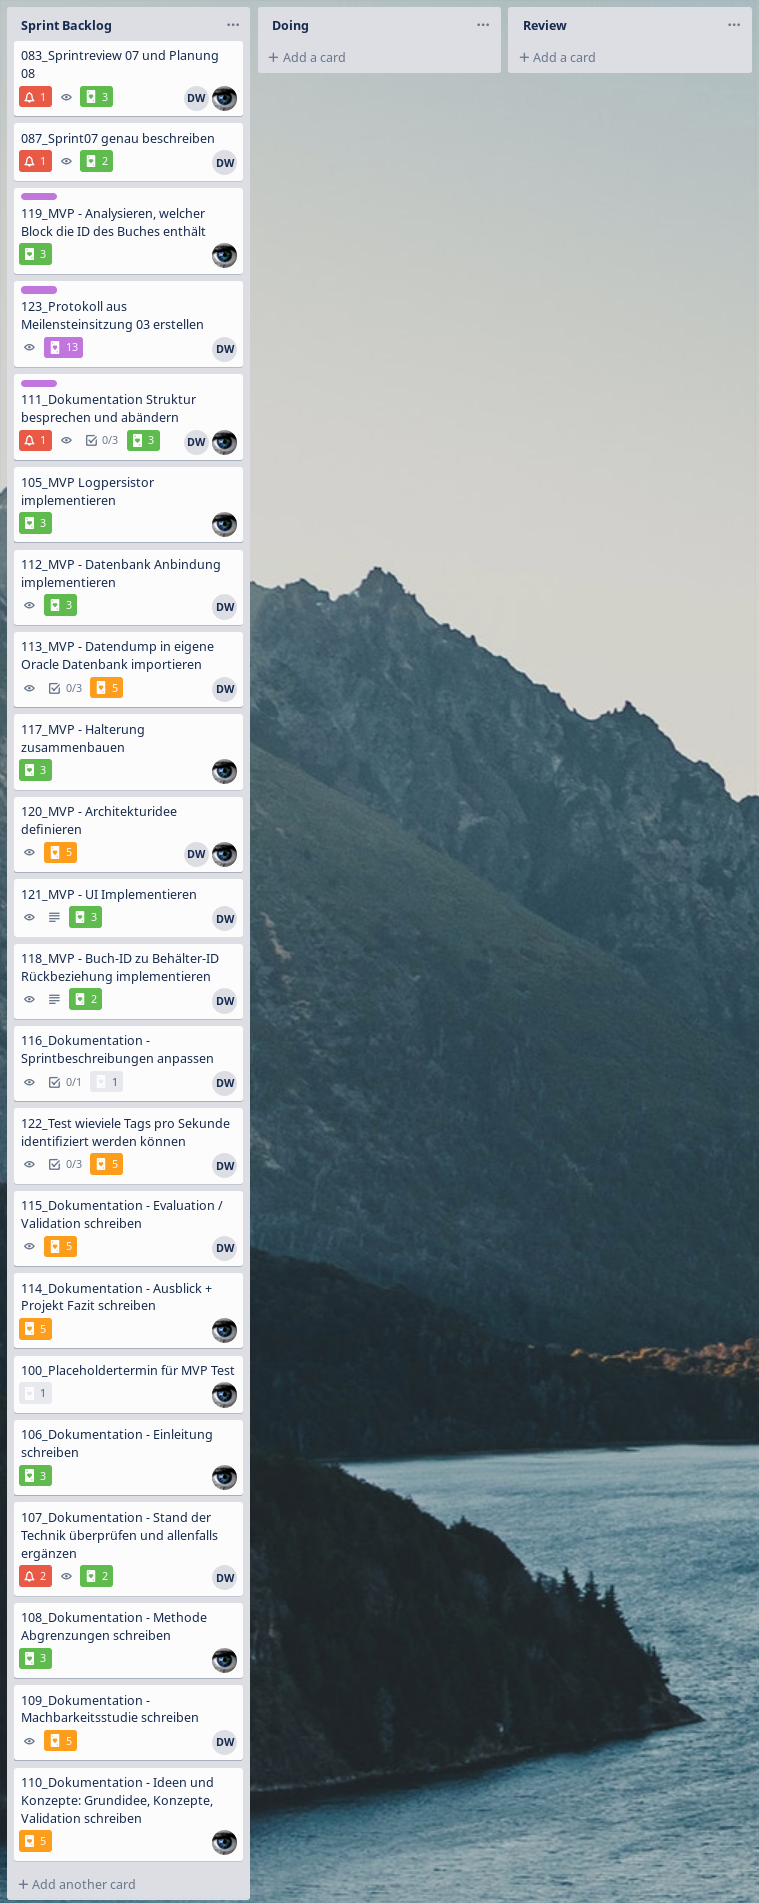 Sprint Backlog
083_Sprintreview 07 und Planung
08
1 3 DW
087_Sprint07 genau beschreiben
1 2 DW
119_MVP - Analysieren, welcher
Block die ID des Buches enthält
3
123_Protokoll aus
Meilensteinsitzung 03 erstellen
13 DW
111_Dokumentation Struktur
besprechen und abändern
1 0/3 3 DW
105_MVP Logpersistor
implementieren
3
112_MVP - Datenbank Anbindung
implementieren
3 DW
113_MVP - Datendump in eigene
Oracle Datenbank importieren
0/3 5 DW
117_MVP - Halterung
zusammenbauen
3
120_MVP - Architekturidee
definieren
5 DW
121_MVP - UI Implementieren
3 DW
118_MVP - Buch-ID zu Behälter-ID
Rückbeziehung implementieren
2 DW
116_Dokumentation -
Sprintbeschreibungen anpassen
0/1 1 DW
122_Test wieviele Tags pro Sekunde
identifiziert werden können
0/3 5 DW
115_Dokumentation - Evaluation /
Validation schreiben
5 DW
114_Dokumentation - Ausblick +
Projekt Fazit schreiben
5
100_Placeholdertermin für MVP Test
1
106_Dokumentation - Einleitung
schreiben
3
107_Dokumentation - Stand der
Technik überprüfen und allenfalls
ergänzen
2 2 DW
108_Dokumentation - Methode
Abgrenzungen schreiben
3
109_Dokumentation -
Machbarkeitsstudie schreiben
5 DW
110_Dokumentation - Ideen und
Konzepte: Grundidee, Konzepte,
Validation schreiben
5
+ Add another card
Doing
+ Add a card
Review
+ Add a card